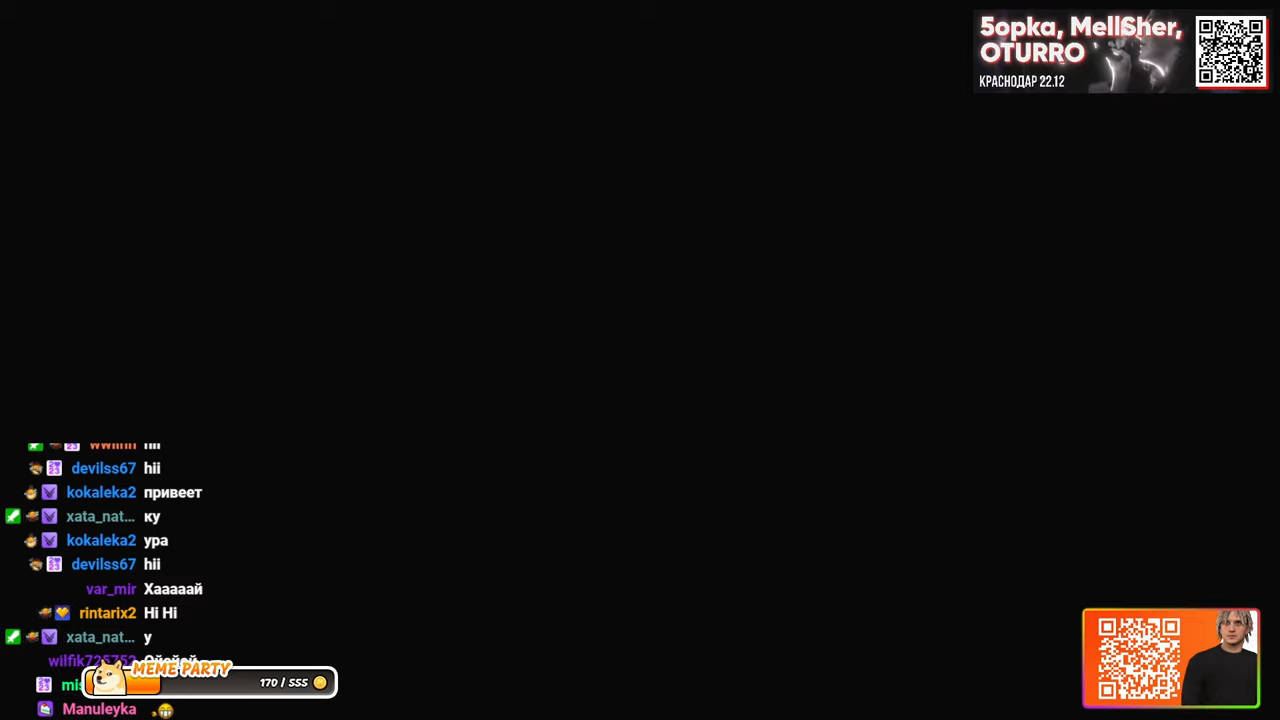 5opka, MellSher,
OTURRO
КРАСНОДАР 22.12
devilss67 hii
kokaleka2 привеет
xata_nat... ку
kokaleka2 ура
devilss67 hii
var_mir Хааааай
rintarix2 Hi Hi
xata_nat... у
MEME PARTY
170 / 555
Manuleyka